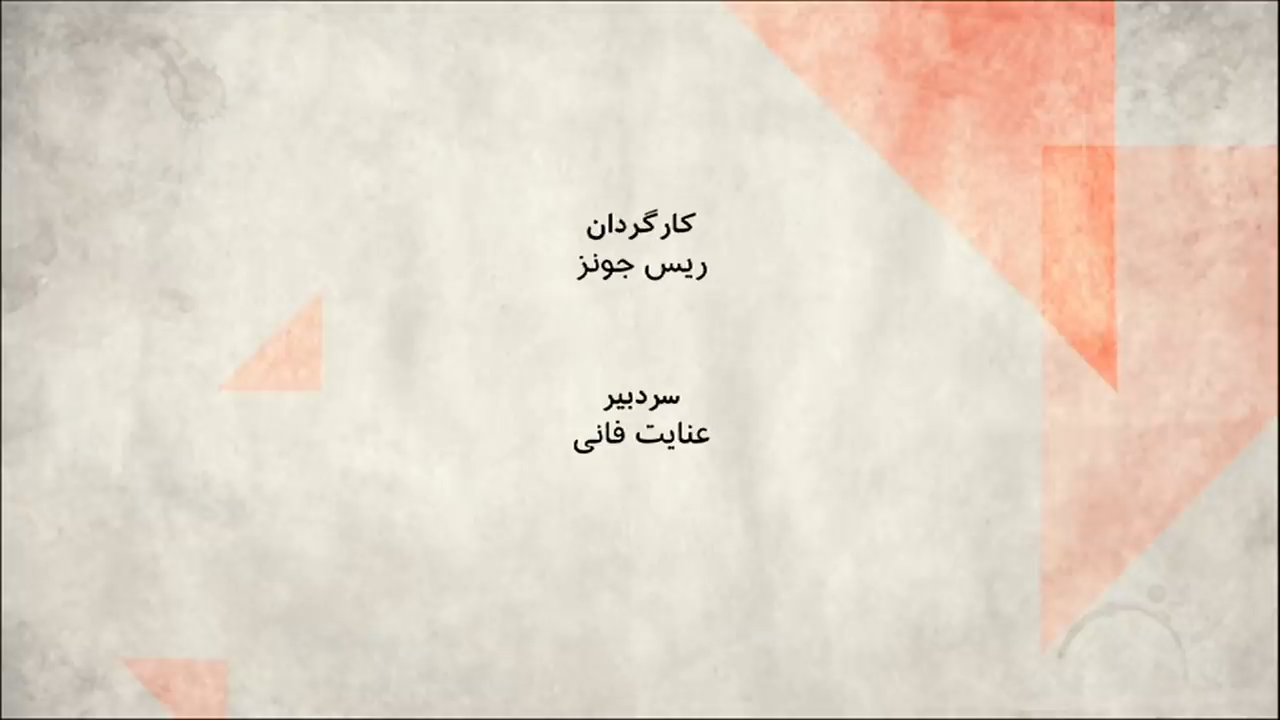 کارگردان
ریس جونز
سردبیر
عنایت فانی